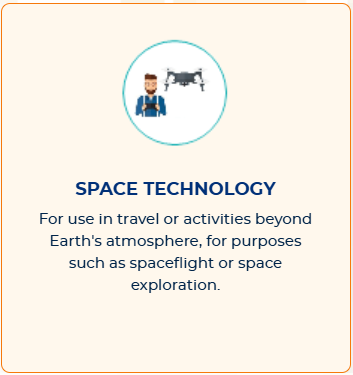 SPACE TECHNOLOGY
For use in travel or activities beyond
Earth's atmosphere, for purposes
such as spaceflight or space
exploration.